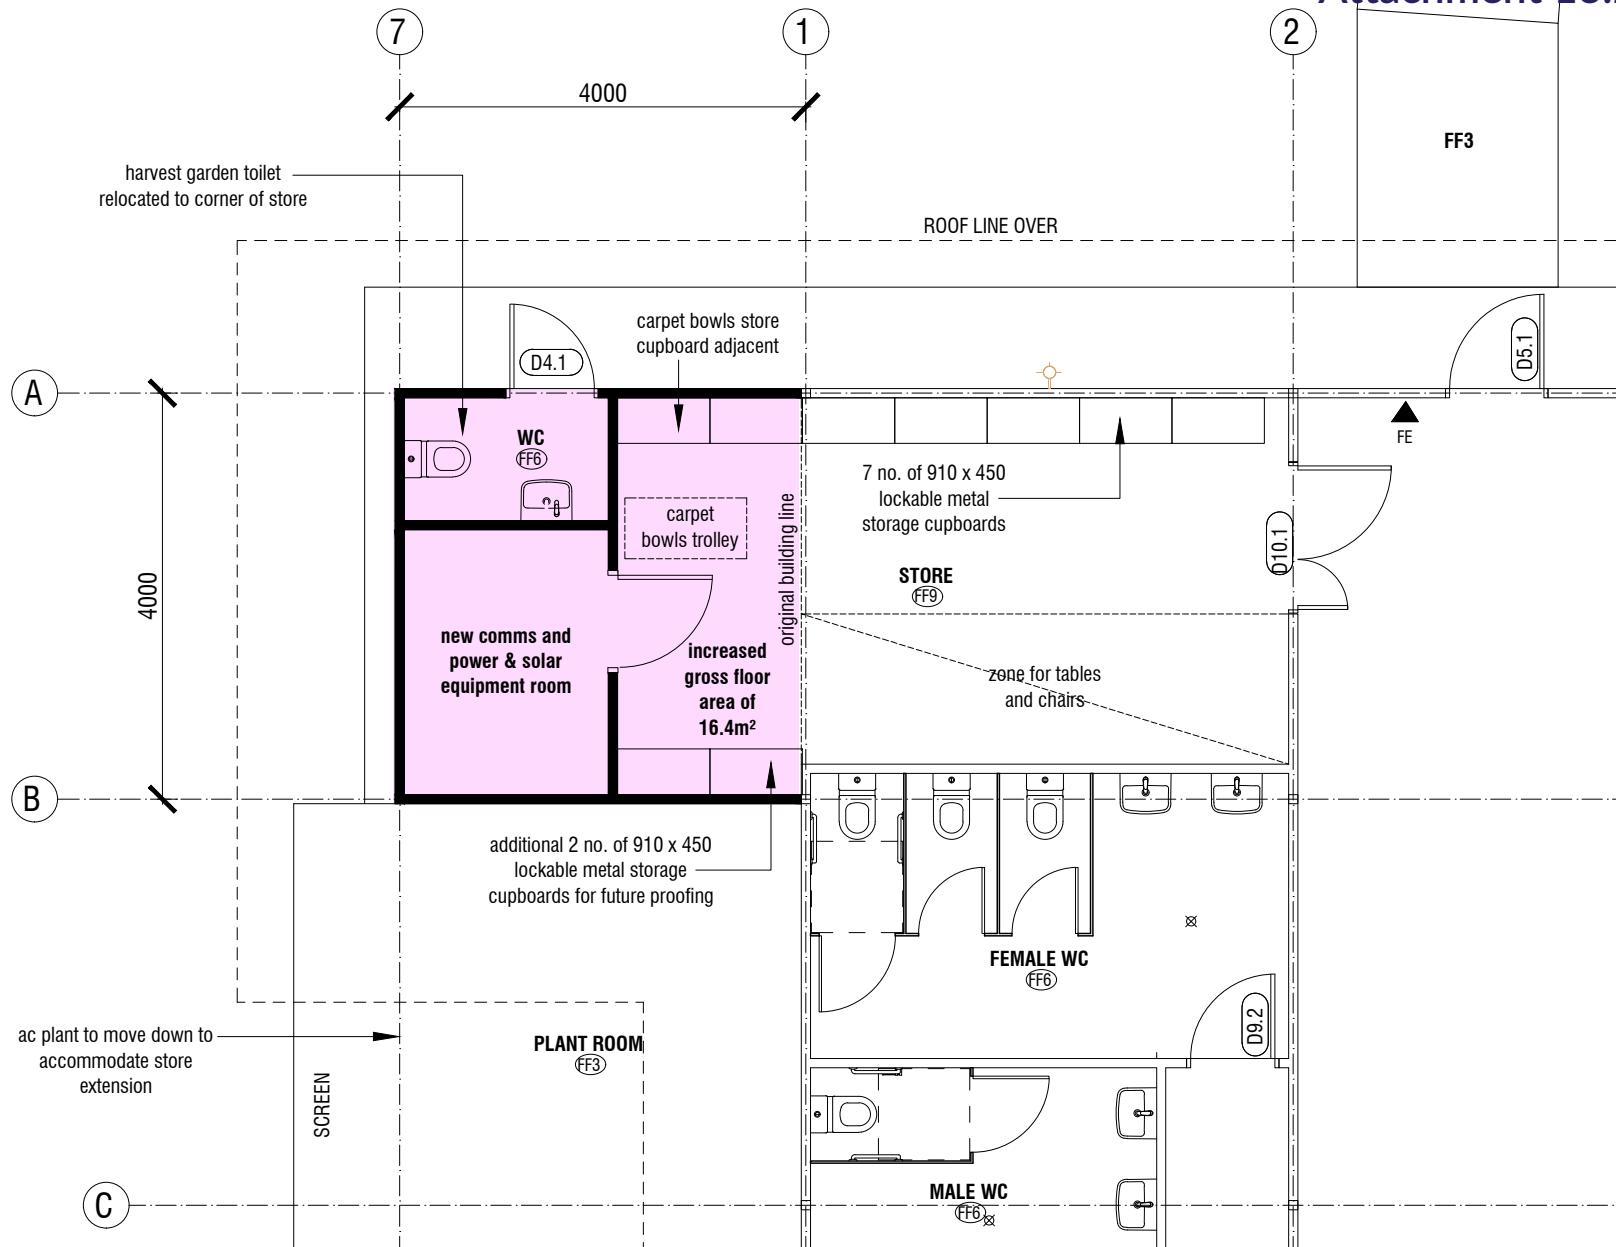 7
1
2
4000
FF3
harvest garden toilet
relocated to corner of store
ROOF LINE OVER
carpet bowls store
cupboard adjacent
D4.1
D5.1
A
FE
WC
FF6
7 no. of 910 x 450
lockable metal
storage cupboards
carpet
bowls trolley
original building line
D10.1
STORE
FF9
4000
new comms and
power & solar
equipment room
increased
gross floor
area of
16.4m²
zone for tables
and chairs
B
additional 2 no. of 910 x 450
lockable metal storage
cupboards for future proofing
FEMALE WC
FF6
D9.2
ac plant to move down to
accommodate store
extension
PLANT ROOM
FF3
SCREEN
MALE WC
FF6
C